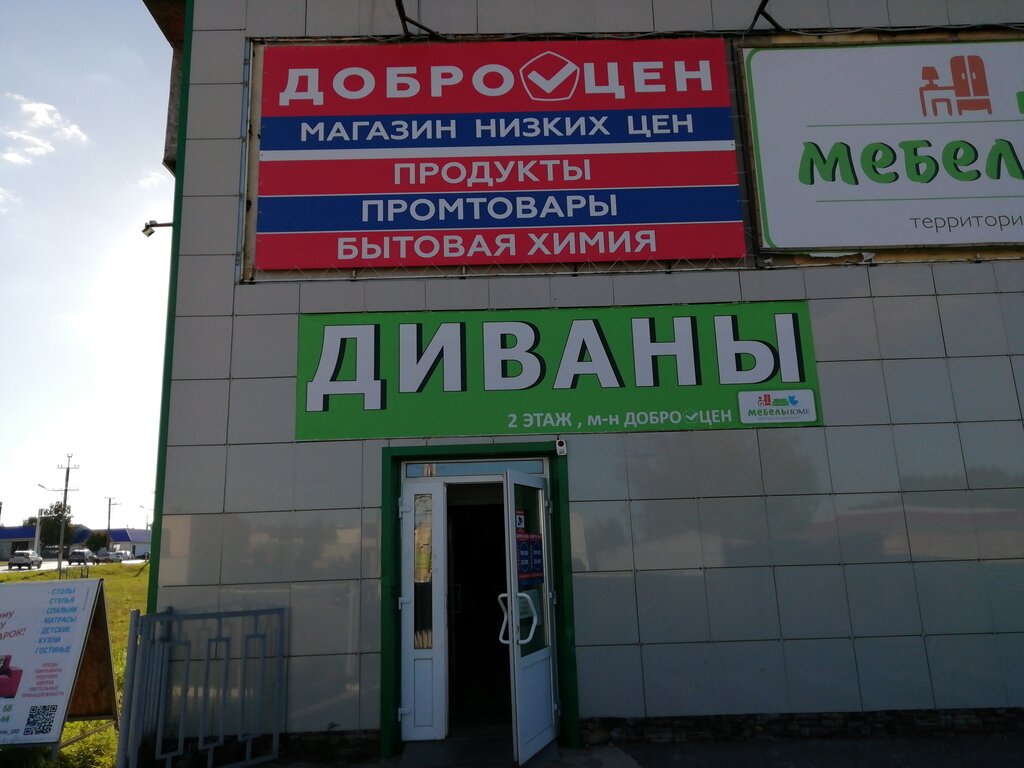 ДОБРОЦЕН
МАГАЗИН НИЗКИХ ЦЕН
ПРОДУКТЫ
ПРОМТОВАРЫ
БЫТОВАЯ ХИМИЯ
МЕБЕЛ
территори
ДИВАНЫ
2 ЭТАЖ , М-Н ДОБРОЦЕН
МЕБЕЛЬHOME
- СТОЛЫ
- СТУЛЬЯ
- СПАЛЬНИ
- МАТРАСЫ
- ДЕТСКИЕ
- КУХНИ
- ГОСТИНЫЕ